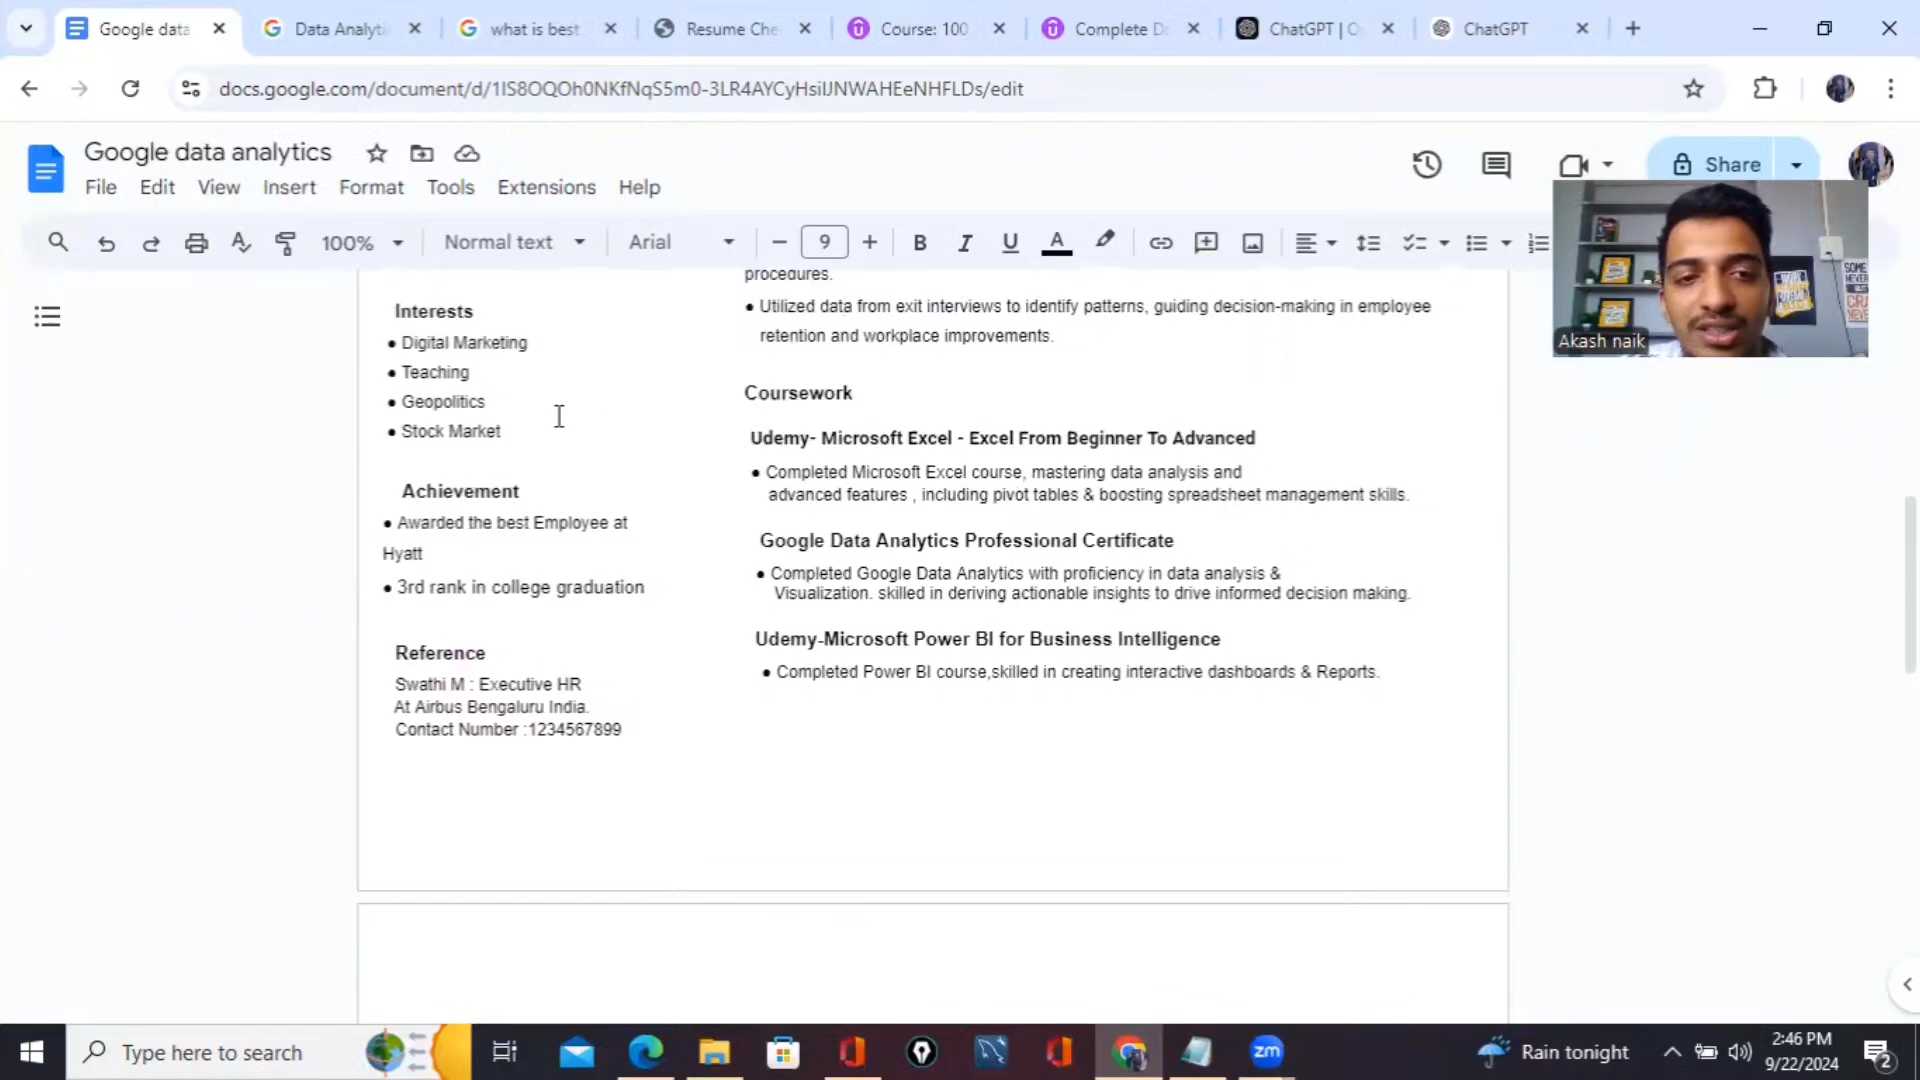 Google data
Data Analyti
what is best
Resume Che
Course: 100
Complete D
ChatGPT | O
ChatGPT
docs.google.com/document/d/1IS8OQOh0NKfNqS5m0-3LR4AYCyHsiIJNWAHEeNHFLDs/edit
Google data analytics
Share
File Edit View Insert Format Tools Extensions Help
100% Normal text Arial 9
Akash naik
Interests
• Digital Marketing
• Teaching
• Geopolitics
• Stock Market
Achievement
• Awarded the best Employee at
Hyatt
• 3rd rank in college graduation
Reference
Swathi M : Executive HR
At Airbus Bengaluru India.
Contact Number :1234567899
procedures.
• Utilized data from exit interviews to identify patterns, guiding decision-making in employee
retention and workplace improvements.
Coursework
Udemy- Microsoft Excel - Excel From Beginner To Advanced
• Completed Microsoft Excel course, mastering data analysis and
advanced features , including pivot tables & boosting spreadsheet management skills.
Google Data Analytics Professional Certificate
• Completed Google Data Analytics with proficiency in data analysis &
Visualization. skilled in deriving actionable insights to drive informed decision making.
Udemy-Microsoft Power BI for Business Intelligence
• Completed Power BI course,skilled in creating interactive dashboards & Reports.
Type here to search
zm
Rain tonight
2:46 PM
9/22/2024
2